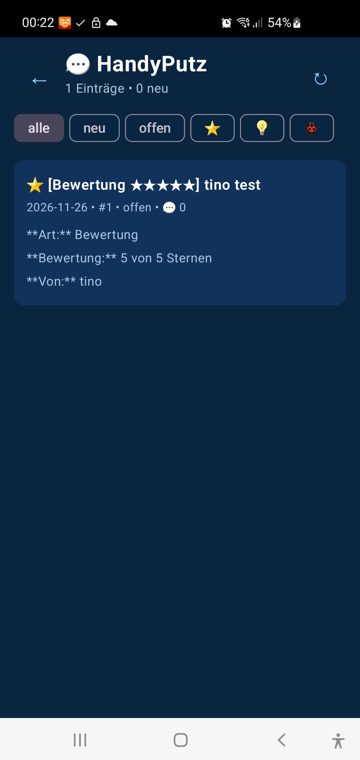 00:22 54%
💬 HandyPutz
1 Einträge • 0 neu
alle neu offen ⭐ 💡 🐞
⭐ [Bewertung ★★★★★] tino test
2026-11-26 • #1 • offen • 💬 0
**Art:** Bewertung
**Bewertung:** 5 von 5 Sternen
**Von:** tino